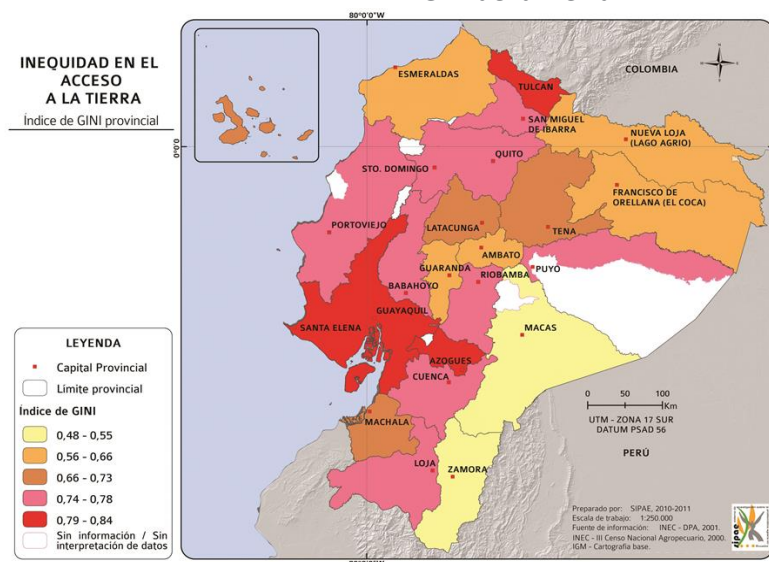 80°0'0"W
INEQUIDAD EN EL
ACCESO
A LA TIERRA
Índice de GINI provincial
0°0'0"
ESMERALDAS
TULCAN
COLOMBIA
SAN MIGUEL
DE IBARRA
NUEVA LOJA
(LAGO AGRIO)
QUITO
STO. DOMINGO
FRANCISCO DE
ORELLANA (EL COCA)
PORTOVIEJO
LATACUNGA
TENA
AMBATO
GUARANDA
PUYO
RIOBAMBA
BABAHOYO
GUAYAQUIL
SANTA ELENA
MACAS
AZOGUES
CUENCA
MACHALA
LOJA
ZAMORA
LEYENDA
Capital Provincial
Límite provincial
Índice de GINI
0,48 - 0,55
0,56 - 0,66
0,66 - 0,73
0,74 - 0,78
0,79 - 0,84
Sin información / Sin
interpretación de datos
0 50 100
Km
UTM - ZONA 17 SUR
DATUM PSAD 56
PERÚ
Preparado por: SIPAE, 2010-2011
Escala de trabajo: 1:250.000
Fuente de información: INEC - DPA, 2001.
INEC - III Censo Nacional Agropecuario, 2000.
IGM - Cartografía base.
sipae